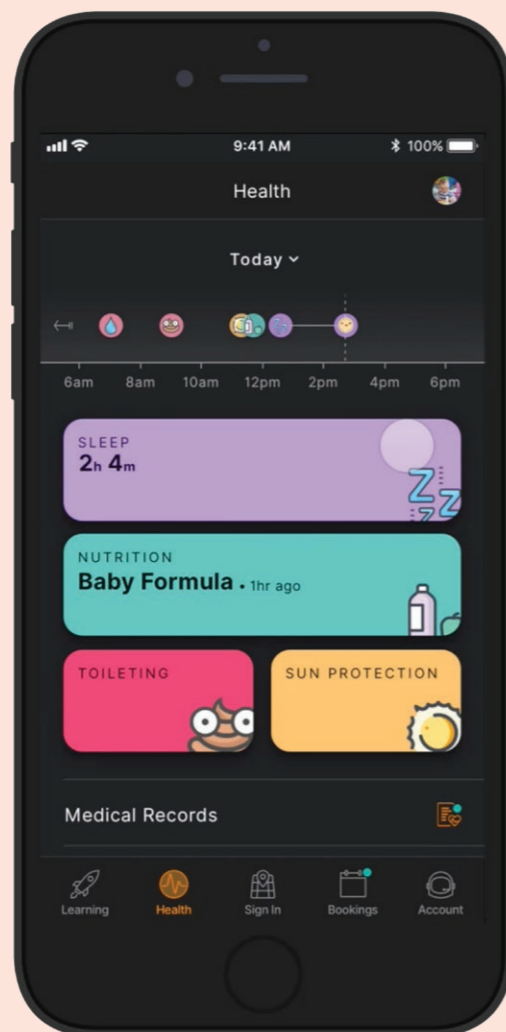 9:41 AM
100%
Health
Today
6am 8am 10am 12pm 2pm 4pm 6pm
SLEEP
2h 4m
NUTRITION
Baby Formula • 1hr ago
TOILETING
SUN PROTECTION
Medical Records
Learning Health Sign In Bookings Account